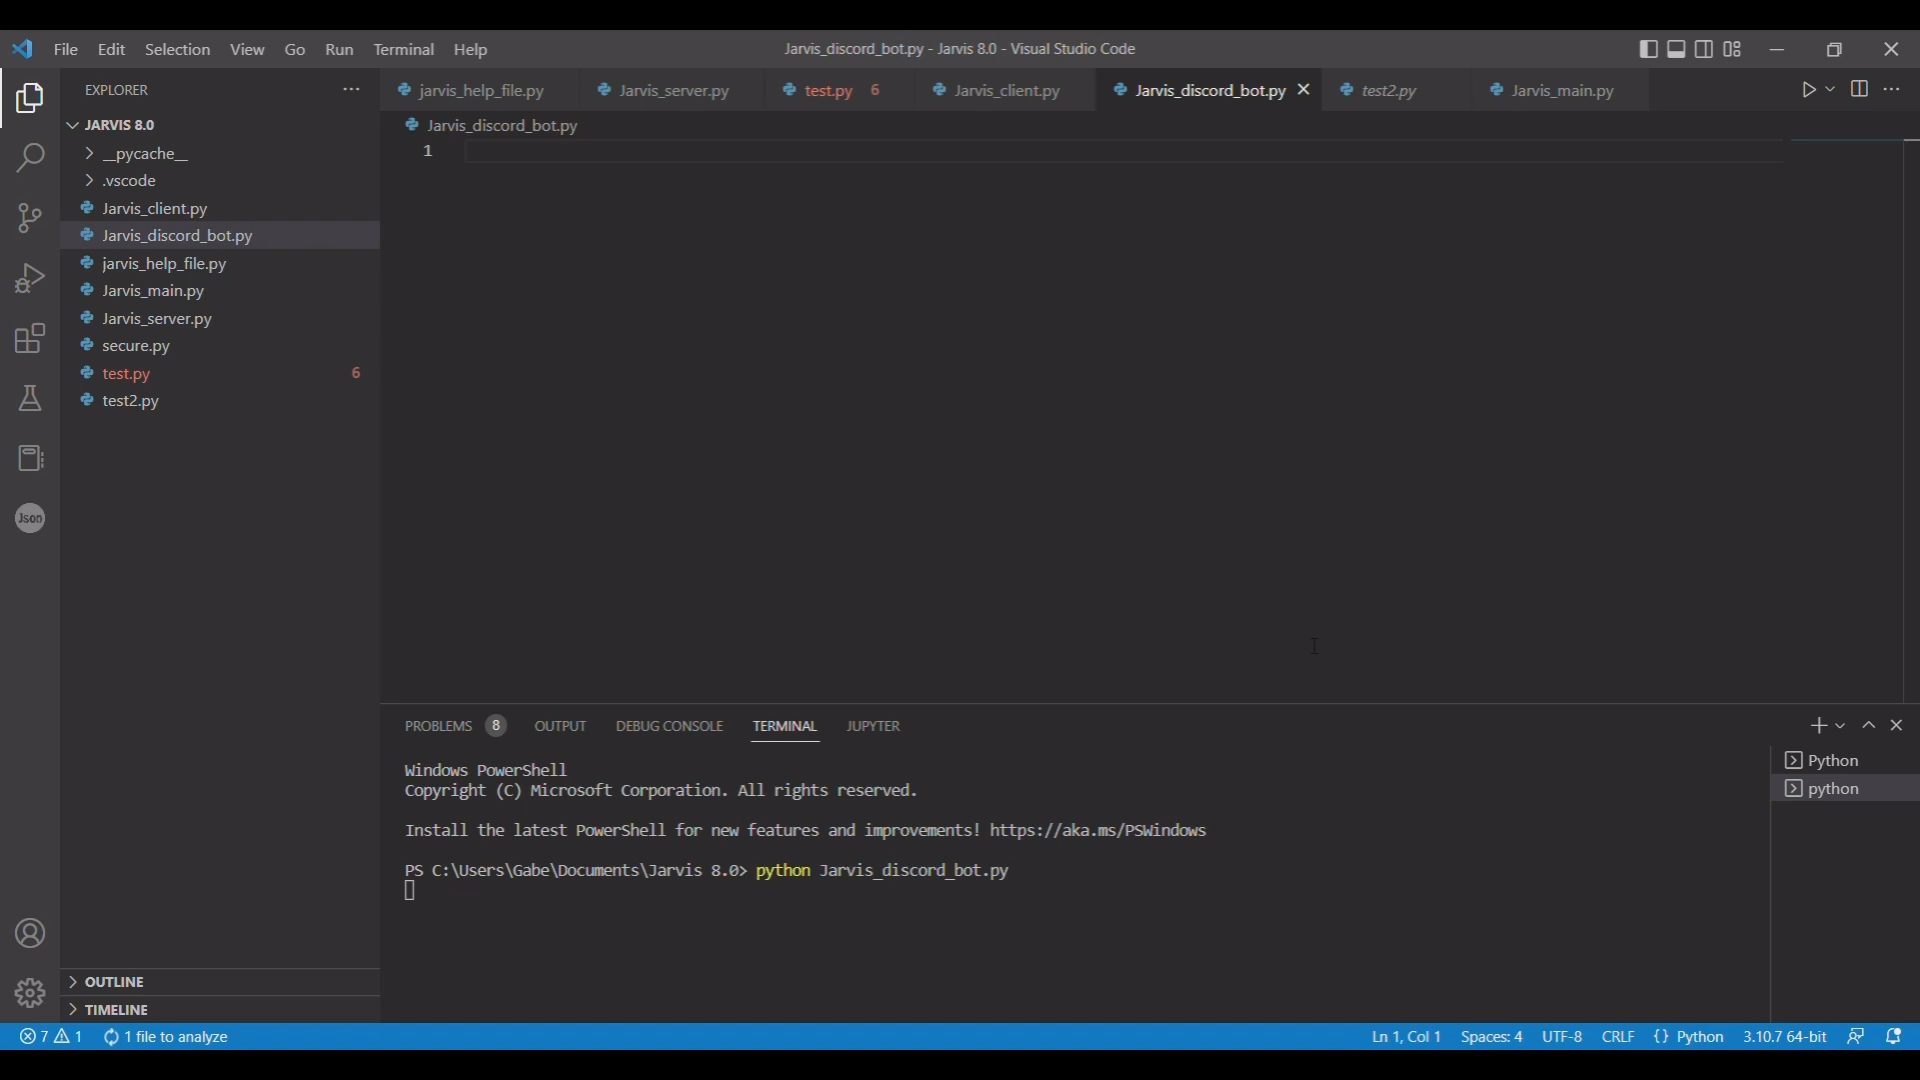 File Edit Selection View Go Run Terminal Help
Jarvis_discord_bot.py - Jarvis 8.0 - Visual Studio Code
EXPLORER
jarvis_help_file.py Jarvis_server.py test.py 6 Jarvis_client.py Jarvis_discord_bot.py test2.py Jarvis_main.py
JARVIS 8.0
__pycache__
.vscode
Jarvis_client.py
Jarvis_discord_bot.py
jarvis_help_file.py
Jarvis_main.py
Jarvis_server.py
secure.py
test.py 6
test2.py
Json
OUTLINE
TIMELINE
Jarvis_discord_bot.py
1
PROBLEMS 8 OUTPUT DEBUG CONSOLE TERMINAL JUPYTER
Windows PowerShell
Copyright (C) Microsoft Corporation. All rights reserved.
Install the latest PowerShell for new features and improvements! https://aka.ms/PSWindows
PS C:\Users\Gabe\Documents\Jarvis 8.0> python Jarvis_discord_bot.py
Python
python
7 1 1 file to analyze
Ln 1, Col 1 Spaces: 4 UTF-8 CRLF {} Python 3.10.7 64-bit